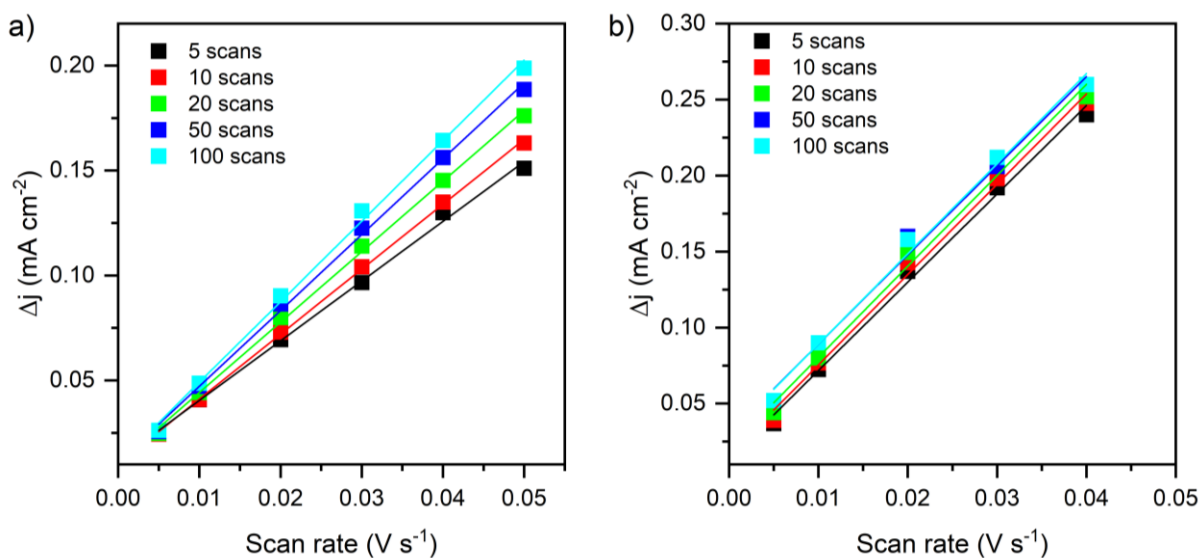 a)
5 scans
10 scans
20 scans
50 scans
100 scans
0.20
0.15
0.10
0.05
Δj (mA cm⁻²)
0.00 0.01 0.02 0.03 0.04 0.05
Scan rate (V s⁻¹)
b)
5 scans
10 scans
20 scans
50 scans
100 scans
0.30
0.25
0.20
0.15
0.10
0.05
0.00
Δj (mA cm⁻²)
0.00 0.01 0.02 0.03 0.04 0.05
Scan rate (V s⁻¹)